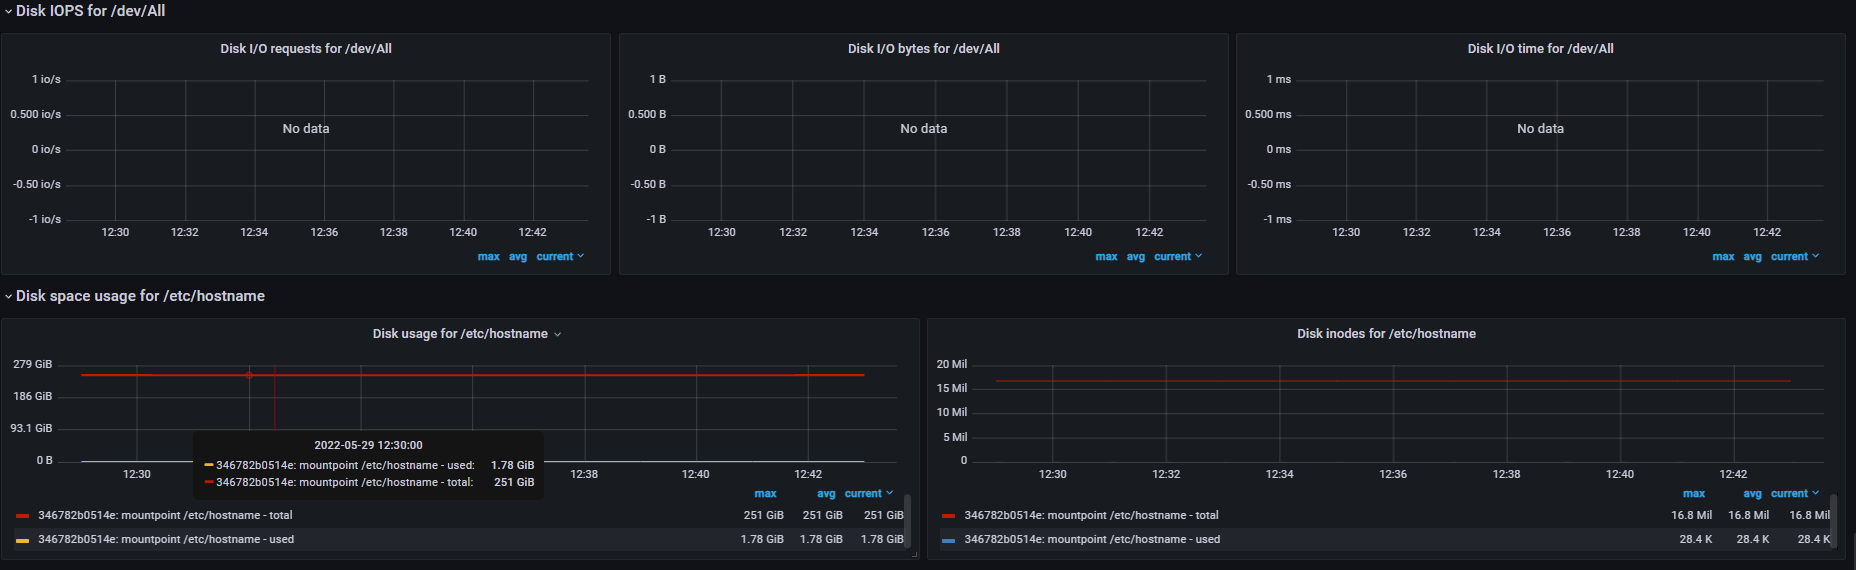 Disk IOPS for /dev/All
Disk I/O requests for /dev/All
1 io/s
0.500 io/s
0 io/s
-0.50 io/s
-1 io/s
No data
12:30 12:32 12:34 12:36 12:38 12:40 12:42
max avg current
Disk I/O bytes for /dev/All
1 B
0.500 B
0 B
-0.50 B
-1 B
No data
12:30 12:32 12:34 12:36 12:38 12:40 12:42
max avg current
Disk I/O time for /dev/All
1 ms
0.500 ms
0 ms
-0.50 ms
-1 ms
No data
12:30 12:32 12:34 12:36 12:38 12:40 12:42
max avg current
Disk space usage for /etc/hostname
Disk usage for /etc/hostname
279 GiB
186 GiB
93.1 GiB
0 B
2022-05-29 12:30:00
346782b0514e: mountpoint /etc/hostname - used: 1.78 GiB
346782b0514e: mountpoint /etc/hostname - total: 251 GiB
12:30 12:38 12:40 12:42
max avg current
346782b0514e: mountpoint /etc/hostname - total 251 GiB 251 GiB 251 GiB
346782b0514e: mountpoint /etc/hostname - used 1.78 GiB 1.78 GiB 1.78 GiB
Disk inodes for /etc/hostname
20 Mil
15 Mil
10 Mil
5 Mil
0
12:30 12:32 12:34 12:36 12:38 12:40 12:42
max avg current
346782b0514e: mountpoint /etc/hostname - total 16.8 Mil 16.8 Mil 16.8 Mil
346782b0514e: mountpoint /etc/hostname - used 28.4 K 28.4 K 28.4 K